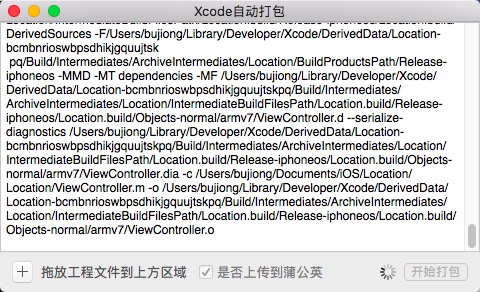 Xcode自动打包
DerivedSources -F/Users/bujiong/Library/Developer/Xcode/DerivedData/Location-
bcmbnrioswbpsdhikjgquujtsk
pq/Build/Intermediates/ArchiveIntermediates/Location/BuildProductsPath/Release-
iphoneos -MMD -MT dependencies -MF /Users/bujiong/Library/Developer/Xcode/
DerivedData/Location-bcmbnrioswbpsdhikjgquujtskpq/Build/Intermediates/
ArchiveIntermediates/Location/IntermediateBuildFilesPath/Location.build/Release-
iphoneos/Location.build/Objects-normal/armv7/ViewController.d --serialize-
diagnostics /Users/bujiong/Library/Developer/Xcode/DerivedData/Location-
bcmbnrioswbpsdhikjgquujtskpq/Build/Intermediates/ArchiveIntermediates/Location/
IntermediateBuildFilesPath/Location.build/Release-iphoneos/Location.build/Objects-
normal/armv7/ViewController.dia -c /Users/bujiong/Documents/iOS/Location/
Location/ViewController.m -o /Users/bujiong/Library/Developer/Xcode/DerivedData/
Location-bcmbnrioswbpsdhikjgquujtskpq/Build/Intermediates/ArchiveIntermediates/
Location/IntermediateBuildFilesPath/Location.build/Release-iphoneos/Location.build/
Objects-normal/armv7/ViewController.o
拖放工程文件到上方区域
是否上传到蒲公英
开始打包